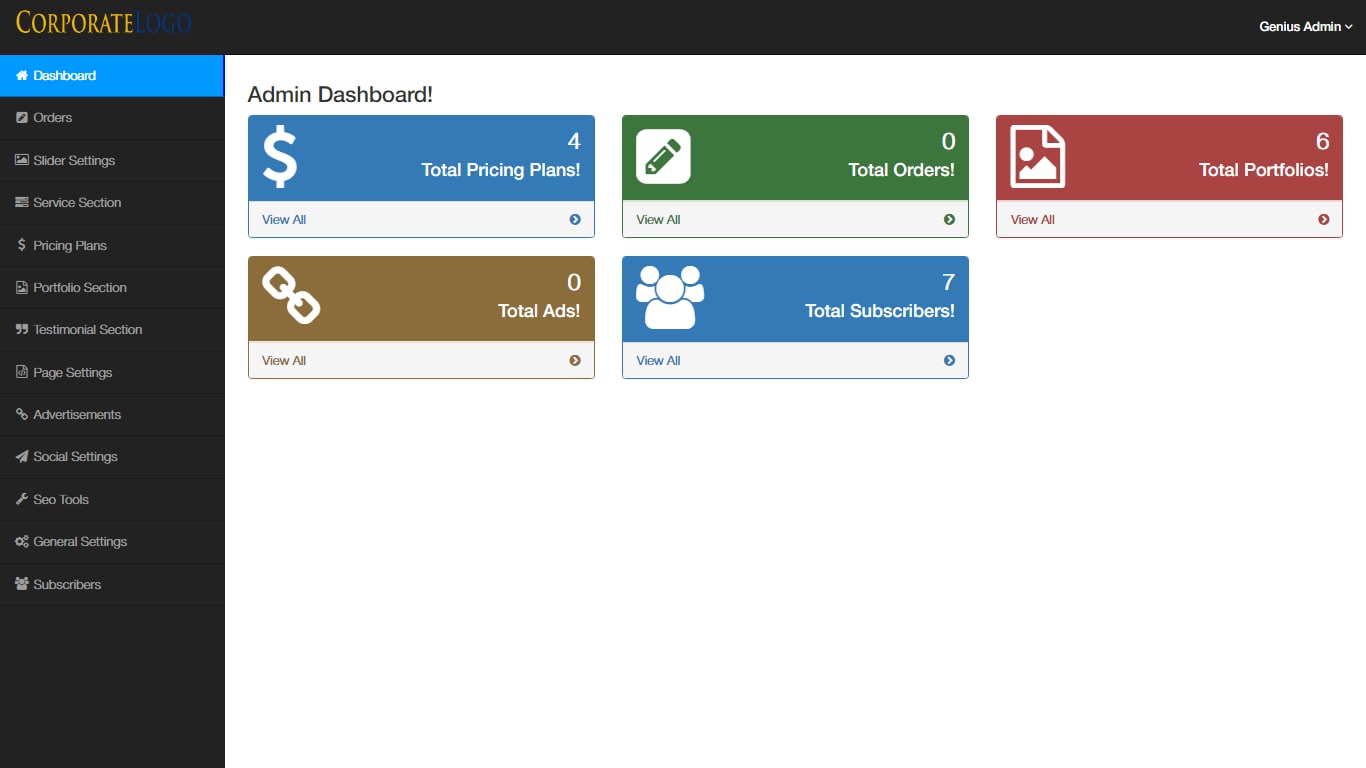 CORPORATELOGO
Genius Admin
Dashboard
Orders
Slider Settings
Service Section
Pricing Plans
Portfolio Section
Testimonial Section
Page Settings
Advertisements
Social Settings
Seo Tools
General Settings
Subscribers
Admin Dashboard!
4
Total Pricing Plans!
View All
0
Total Orders!
View All
6
Total Portfolios!
View All
0
Total Ads!
View All
7
Total Subscribers!
View All